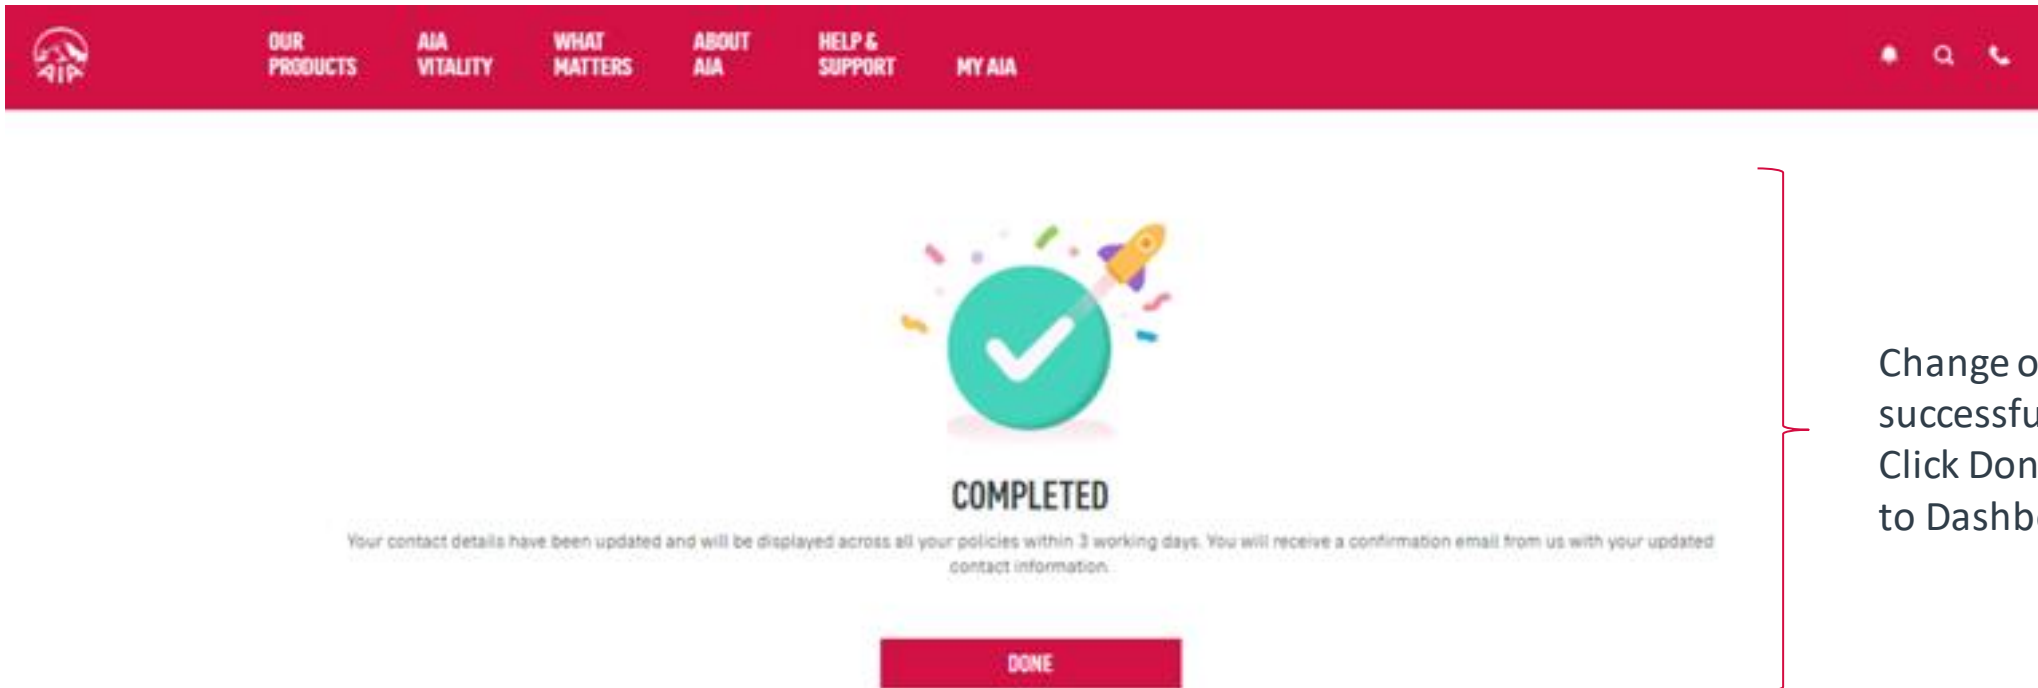 AIA
OUR PRODUCTS
AIA VITALITY
WHAT MATTERS
ABOUT AIA
HELP & SUPPORT
MY AIA
COMPLETED
Your contact details have been updated and will be displayed across all your policies within 3 working days. You will receive a confirmation email from us with your updated
contact information.
DONE
Change o
successfu
Click Don
to Dashb